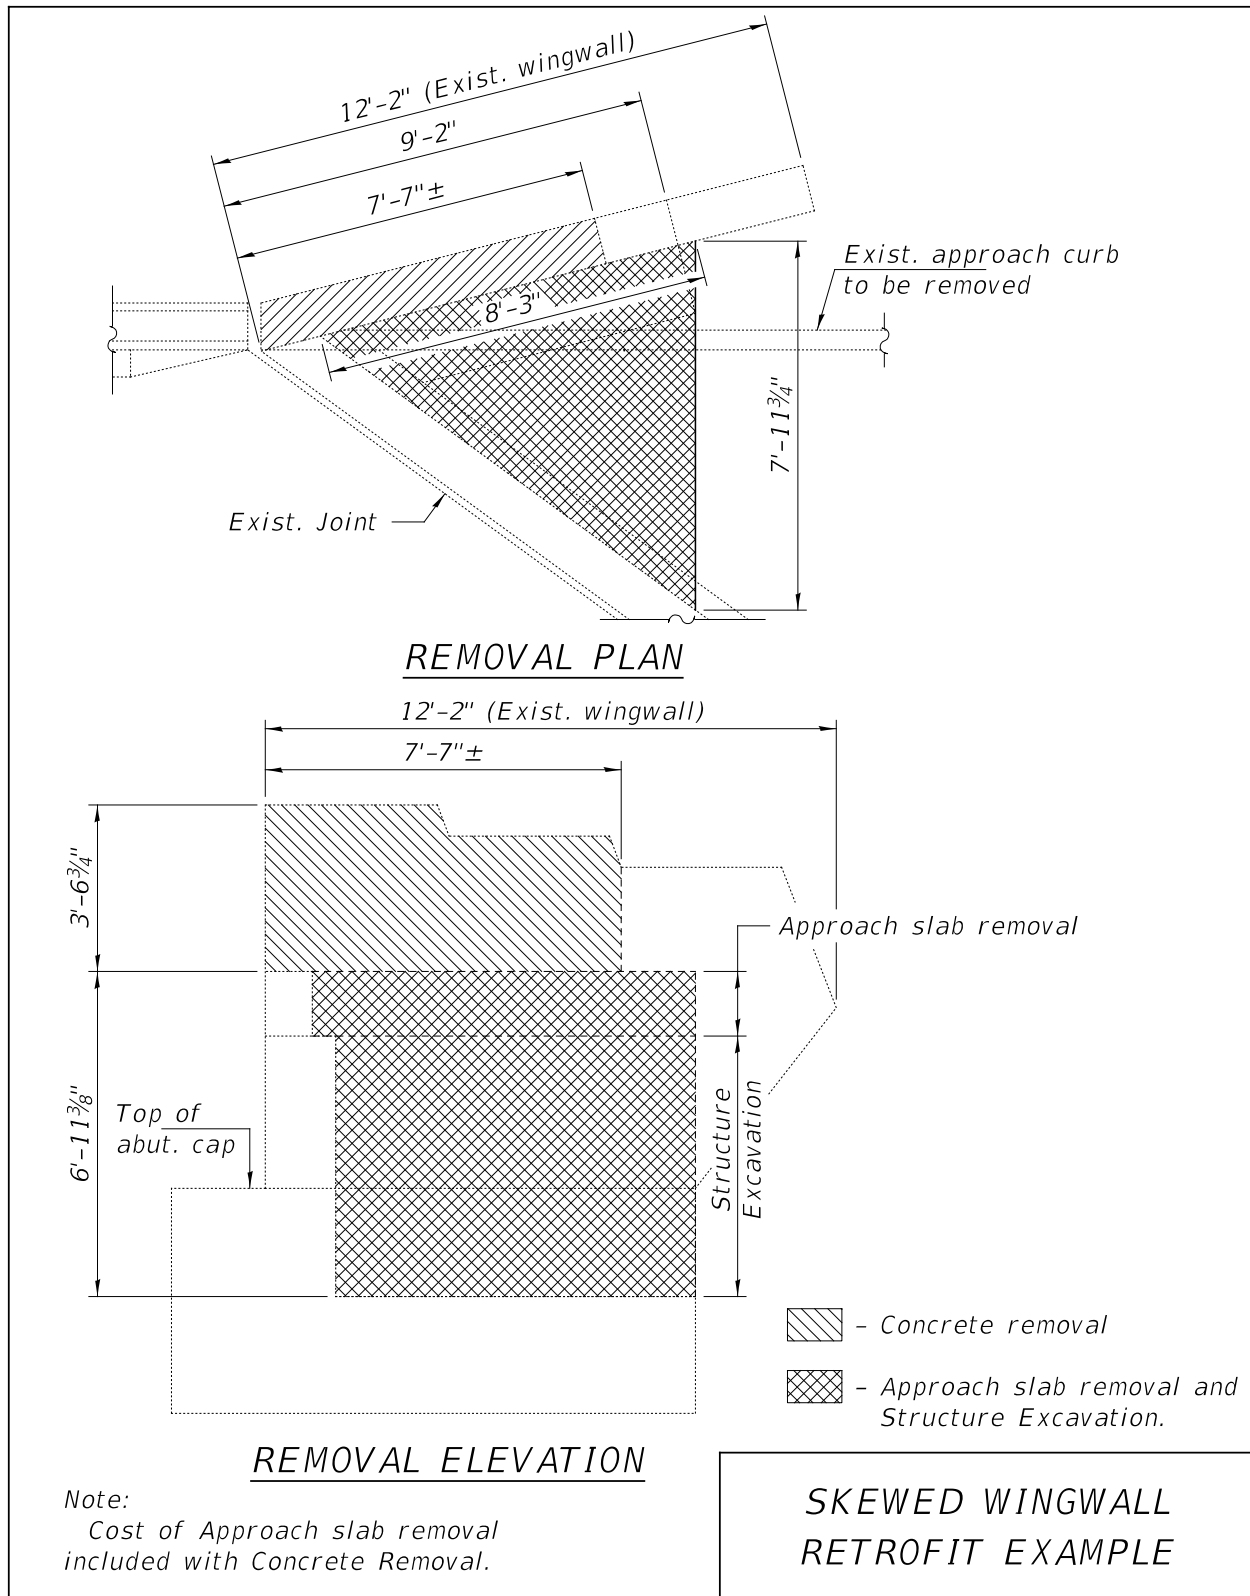 12'-2" (Exist. wingwall)
9'-2"
7'-7"±
8'-3"
Exist. approach curb
to be removed
7'-11¾"
Exist. Joint
REMOVAL PLAN
12'-2" (Exist. wingwall)
7'-7"±
3'-6¾"
Approach slab removal
6'-11⅜"
Top of
abut. cap
Structure
Excavation
- Concrete removal
- Approach slab removal and
Structure Excavation.
REMOVAL ELEVATION
Note:
Cost of Approach slab removal
included with Concrete Removal.
SKEWED WINGWALL
RETROFIT EXAMPLE